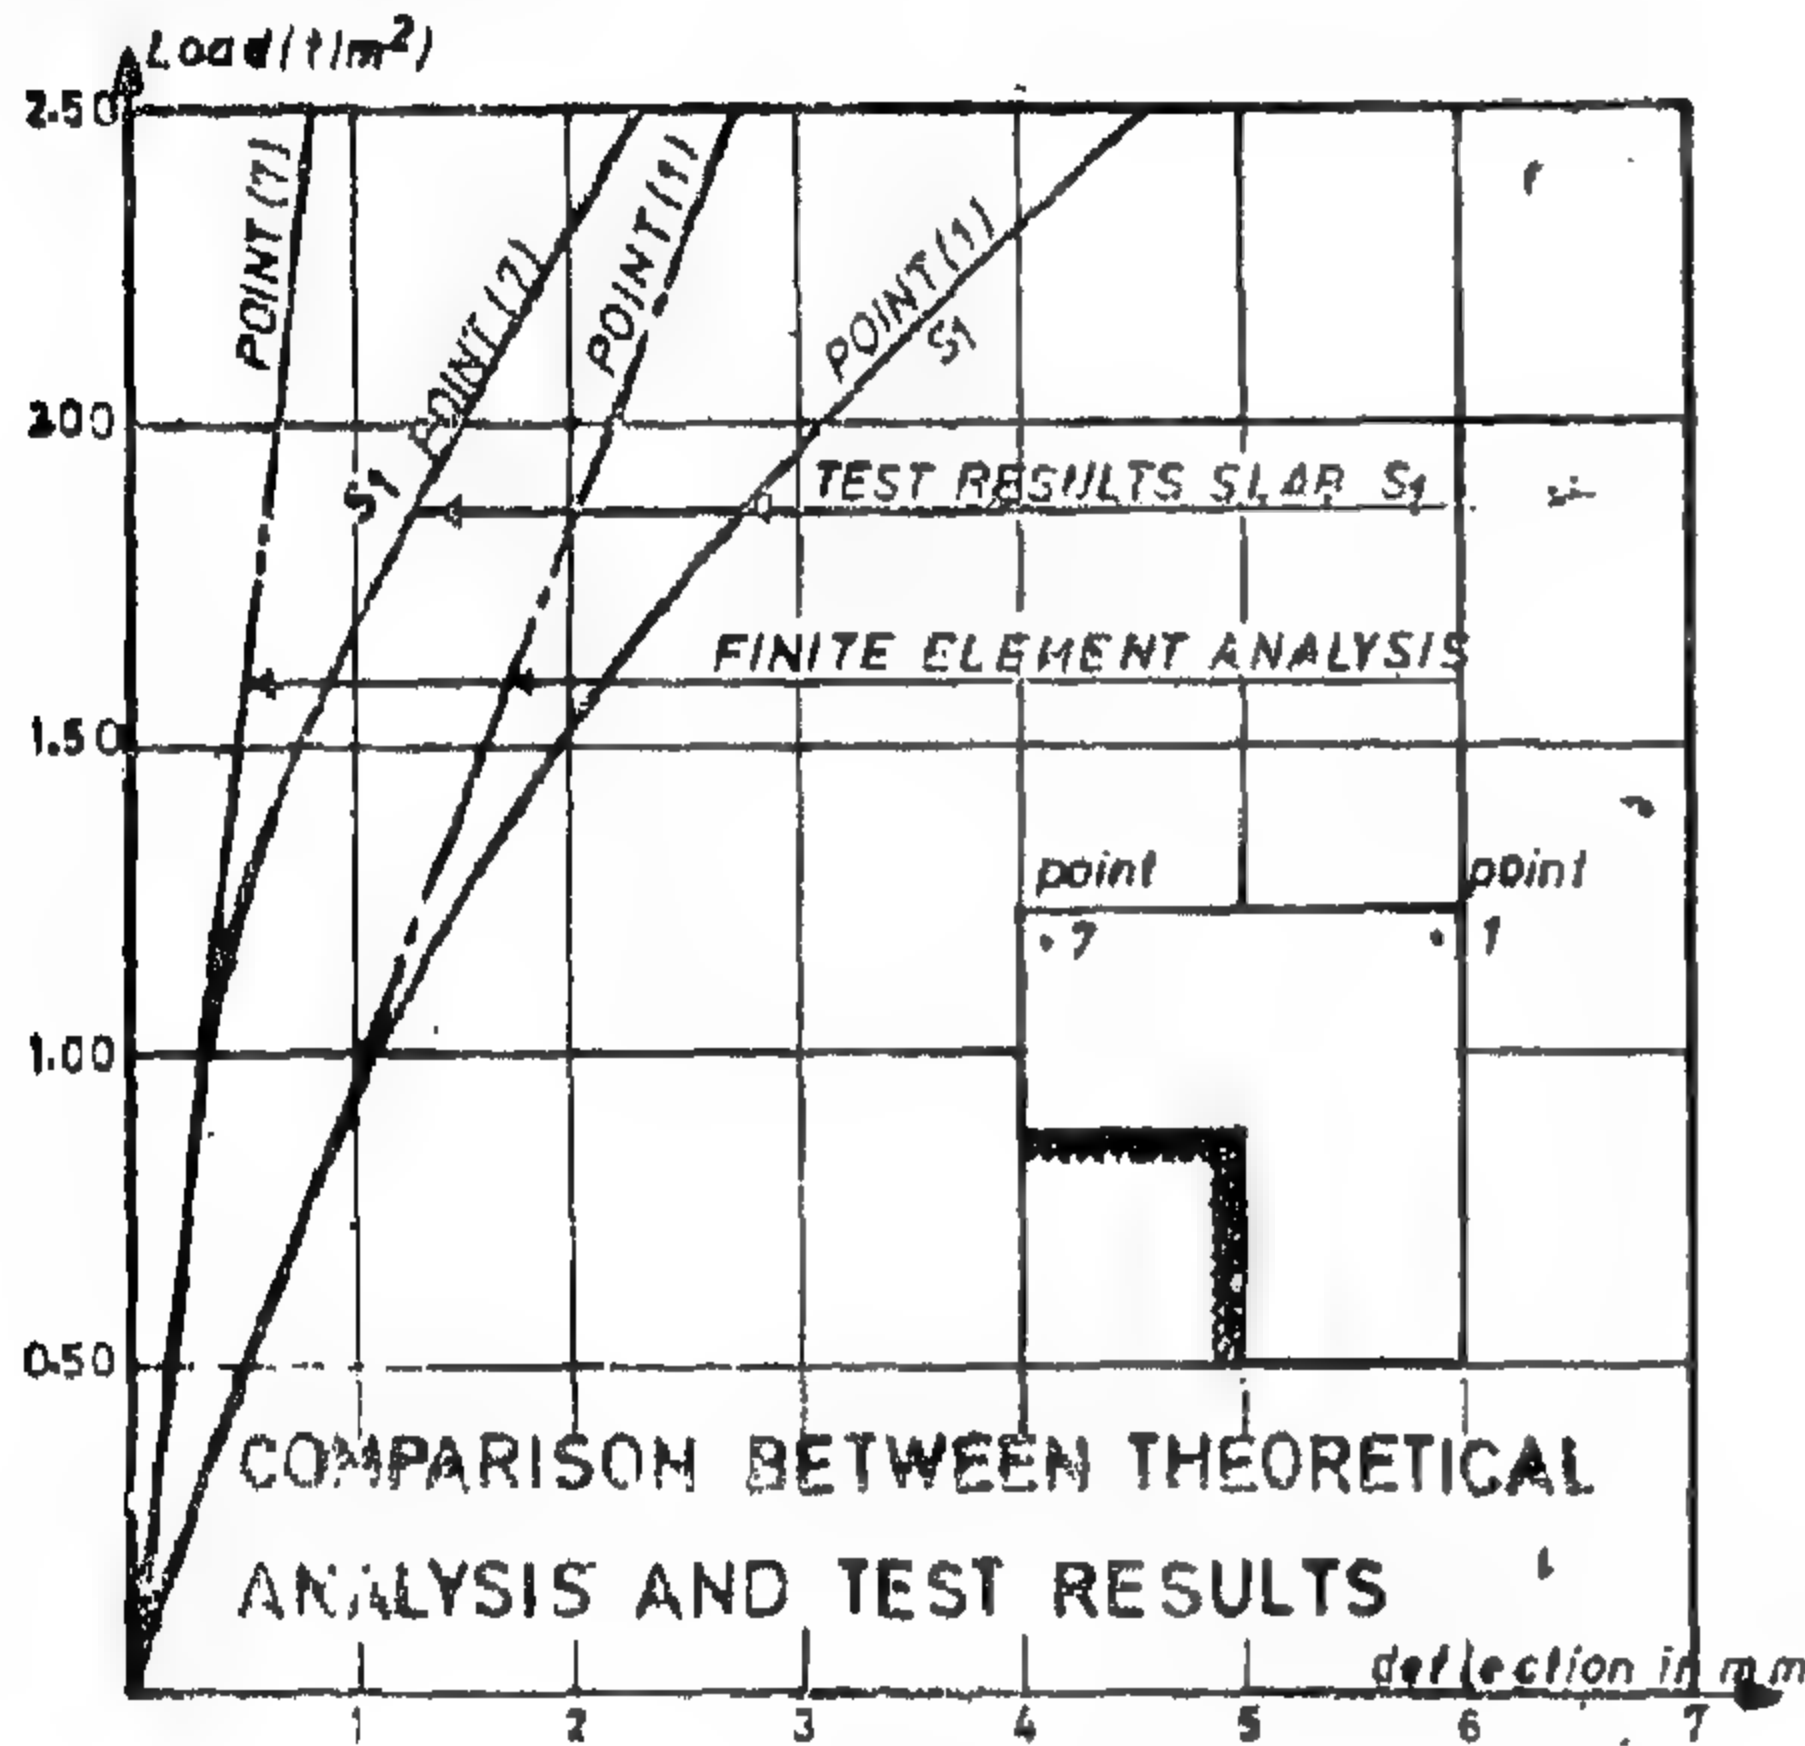 Load(t/m²)
2.50
2.00
1.50
1.00
0.50
POINT(7)
POINT(7)
S1
POINT(1)
POINT(1)
S1
TEST RESULTS SLAB S1
FINITE ELEMENT ANALYSIS
point
point
7
1
COMPARISON BETWEEN THEORETICAL
ANALYSIS AND TEST RESULTS
deflection in mm
1 2 3 4 5 6 7